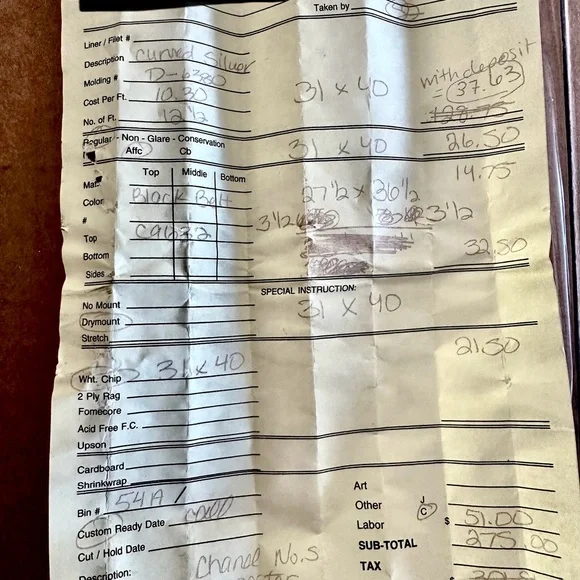 Taken by
Liner / Filet #
Description curved Silver
Molding # D-6380
with deposit
Cost Per Ft. 10.30 31 x 40 = 37.63
No. of Ft. 12 1/2
Regular - Non - Glare - Conservation 31 x 40 26.50
Affc Cb
Top Middle Bottom 14.75
Mat
Color Black Belt 27 1/2 x 36 1/2
# 3 1/2 3 1/2
Top
Bottom 32.50
Sides
SPECIAL INSTRUCTION:
No Mount 31 x 40
Drymount
Stretch 21.50
Wht. Chip 31 x 40
2 Ply Rag
Fomecore
Acid Free F.C.
Upson
Cardboard
Shrinkwrap
Art
Bin # 54A /
Other J C
Custom Ready Date
Labor $ 51.00
Cut / Hold Date SUB-TOTAL 275.00
Description: Chanel No. 5 TAX